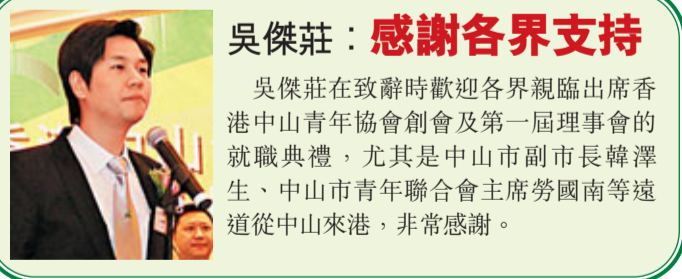 吳傑莊：感謝各界支持
吳傑莊在致辭時歡迎各界親臨出席香
港中山青年協會創會及第一屆理事會的
就職典禮，尤其是中山市副市長韓澤
生、中山市青年聯合會主席勞國南等遠
道從中山來港，非常感謝。